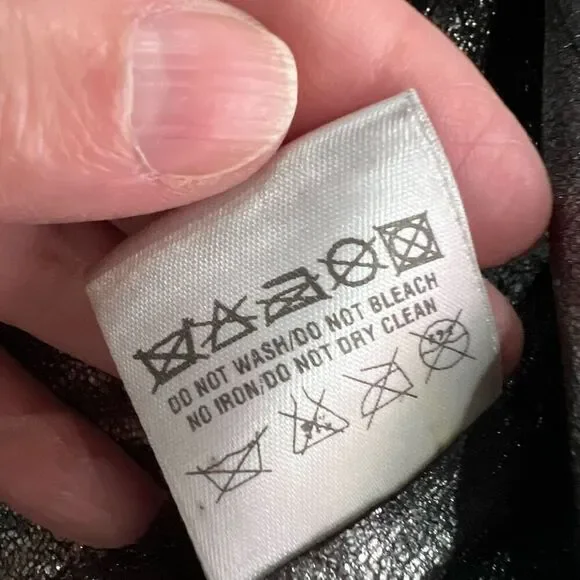 DO NOT WASH/DO NOT BLEACH
NO IRON/DO NOT DRY CLEAN